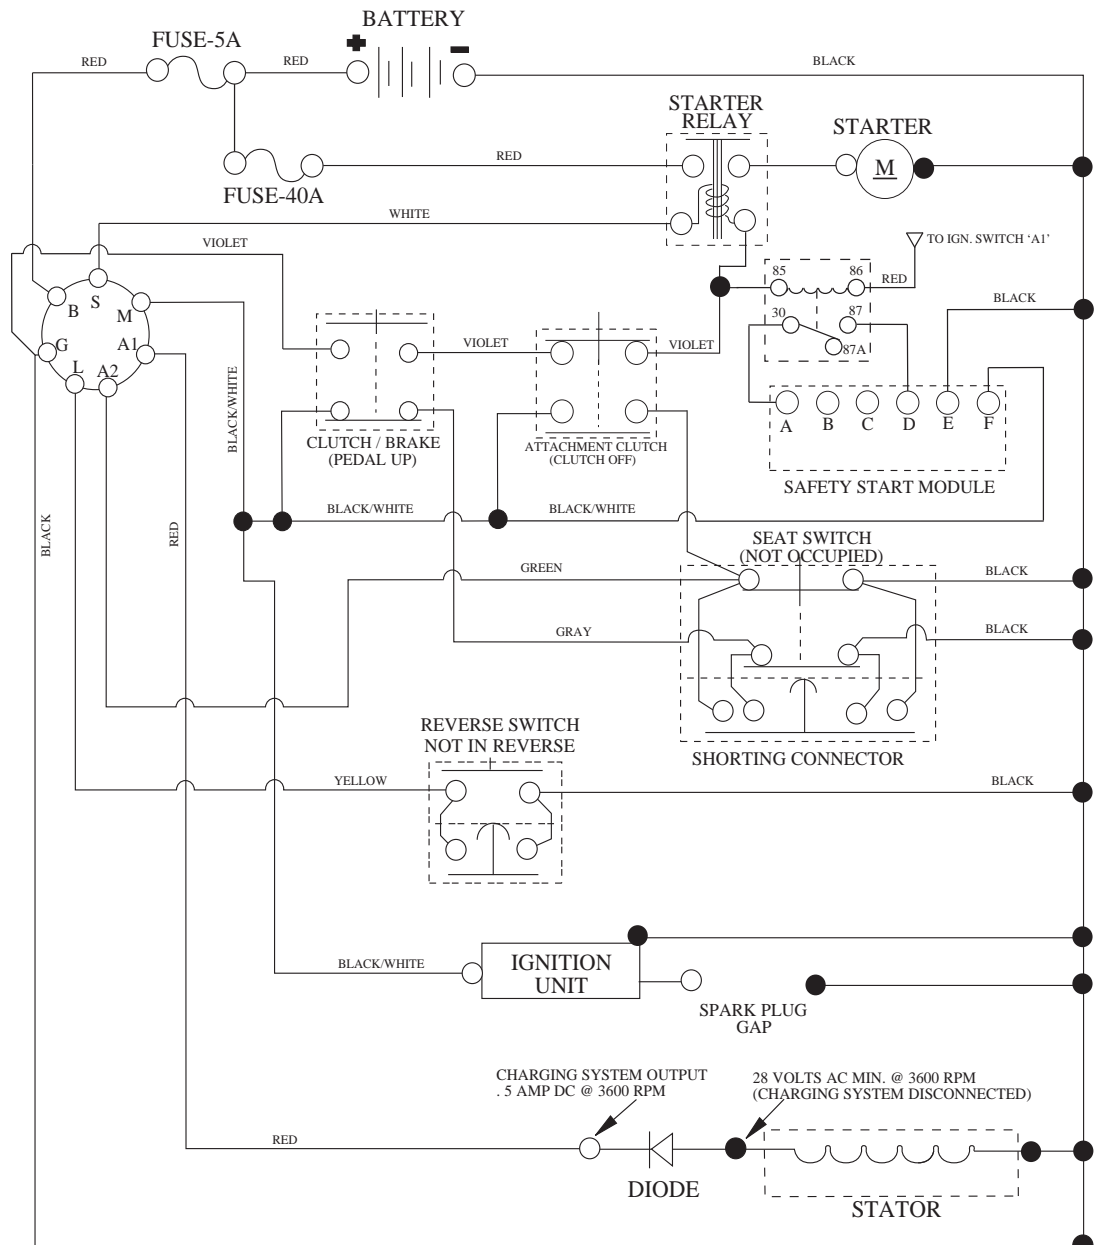 BATTERY
FUSE-5A
RED
RED
BLACK
STARTER
RELAY
STARTER
M
RED
FUSE-40A
WHITE
VIOLET
TO IGN. SWITCH ‘A1’
85
86
RED
BLACK
S
B
M
30
87
87A
G
A1
L
A2
VIOLET
VIOLET
BLACK/WHITE
A
B
C
D
E
F
CLUTCH / BRAKE
(PEDAL UP)
ATTACHMENT CLUTCH
(CLUTCH OFF)
SAFETY START MODULE
BLACK
RED
BLACK/WHITE
BLACK/WHITE
SEAT SWITCH
(NOT OCCUPIED)
GREEN
BLACK
GRAY
BLACK
REVERSE SWITCH
NOT IN REVERSE
SHORTING CONNECTOR
YELLOW
BLACK
BLACK/WHITE
IGNITION
UNIT
SPARK PLUG
GAP
CHARGING SYSTEM OUTPUT
. 5 AMP DC @ 3600 RPM
28 VOLTS AC MIN. @ 3600 RPM
(CHARGING SYSTEM DISCONNECTED)
RED
DIODE
STATOR